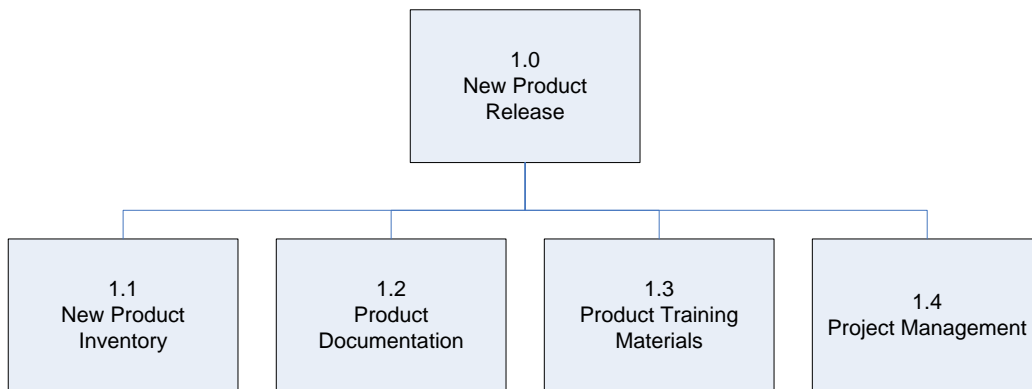 1.0
New Product
Release
1.1
New Product
Inventory
1.2
Product
Documentation
1.3
Product Training
Materials
1.4
Project Management